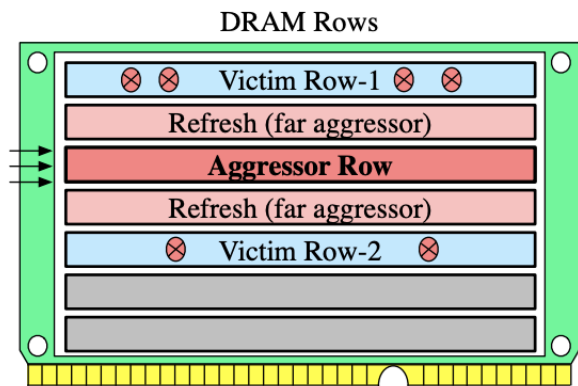 DRAM Rows
Victim Row-1
Refresh (far aggressor)
Aggressor Row
Refresh (far aggressor)
Victim Row-2